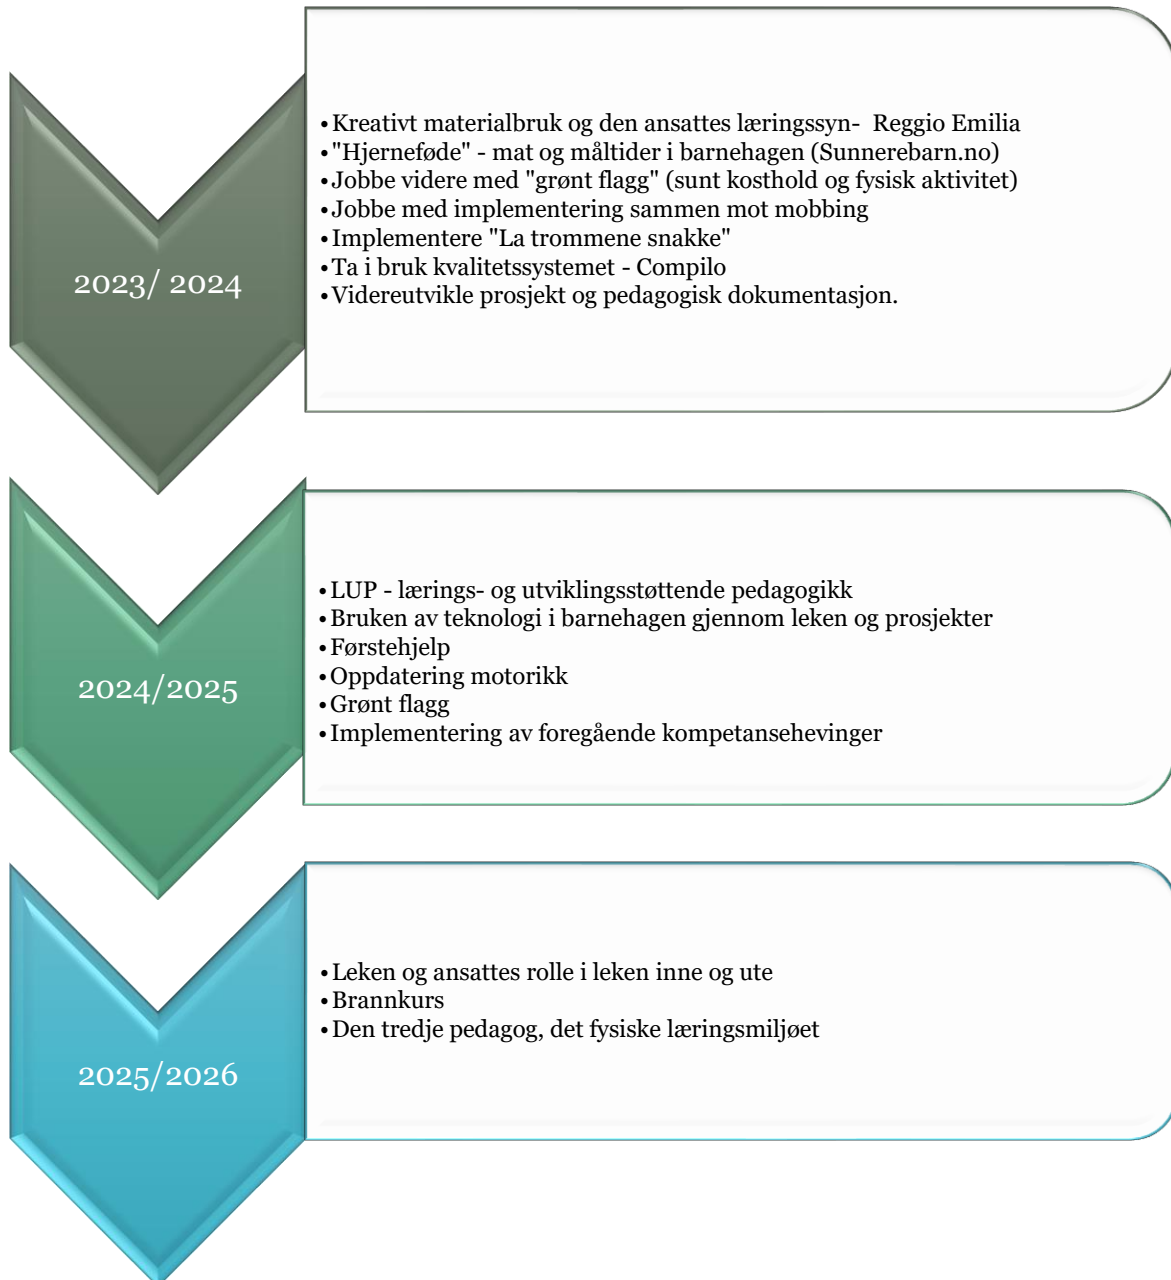 2023/ 2024
•Kreativt materialbruk og den ansattes læringssyn-  Reggio Emilia
•"Hjerneføde" - mat og måltider i barnehagen (Sunnerebarn.no)
•Jobbe videre med "grønt flagg" (sunt kosthold og fysisk aktivitet)
•Jobbe med implementering sammen mot mobbing
•Implementere "La trommene snakke"
•Ta i bruk kvalitetssystemet - Compilo
•Videreutvikle prosjekt og pedagogisk dokumentasjon.
2024/2025
•LUP - lærings- og utviklingsstøttende pedagogikk
•Bruken av teknologi i barnehagen gjennom leken og prosjekter
•Førstehjelp
•Oppdatering motorikk
•Grønt flagg
•Implementering av foregående kompetansehevinger
2025/2026
•Leken og ansattes rolle i leken inne og ute
•Brannkurs
•Den tredje pedagog, det fysiske læringsmiljøet